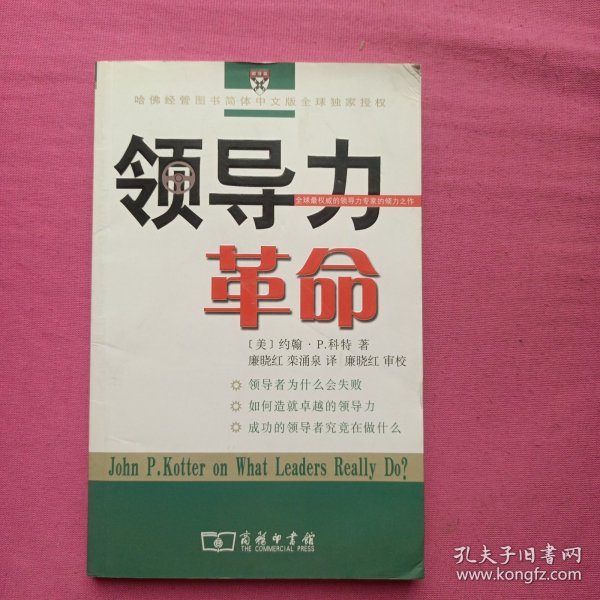 哈佛经管图书简体中文版全球独家授权
领导力
全球最权威的领导力专家的倾力之作
革命
〔美〕约翰·P.科特 著
廉晓红 栾涌泉 译 廉晓红 审校
领导者为什么会失败
如何造就卓越的领导力
成功的领导者究竟在做什么
John P.Kotter on What Leaders Really Do?
商務印書館
THE COMMERCIAL PRESS
孔夫子旧书网
www.kongfz.com